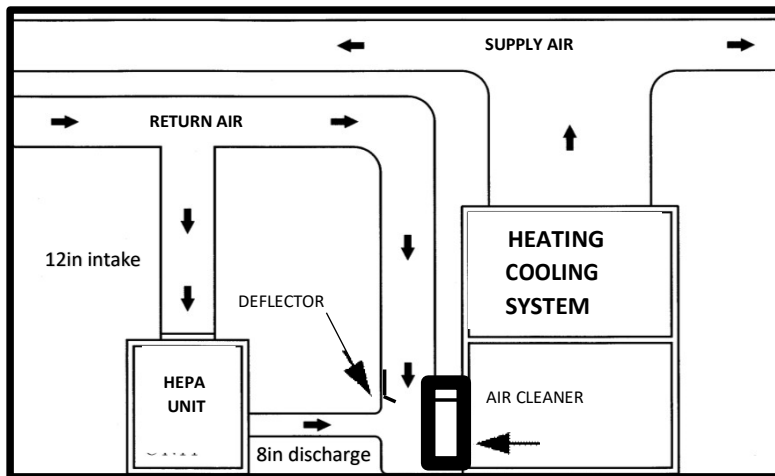 SUPPLY AIR
RETURN AIR
12in intake
HEATING
COOLING
SYSTEM
DEFLECTOR
HEPA
UNIT
AIR CLEANER
8in discharge